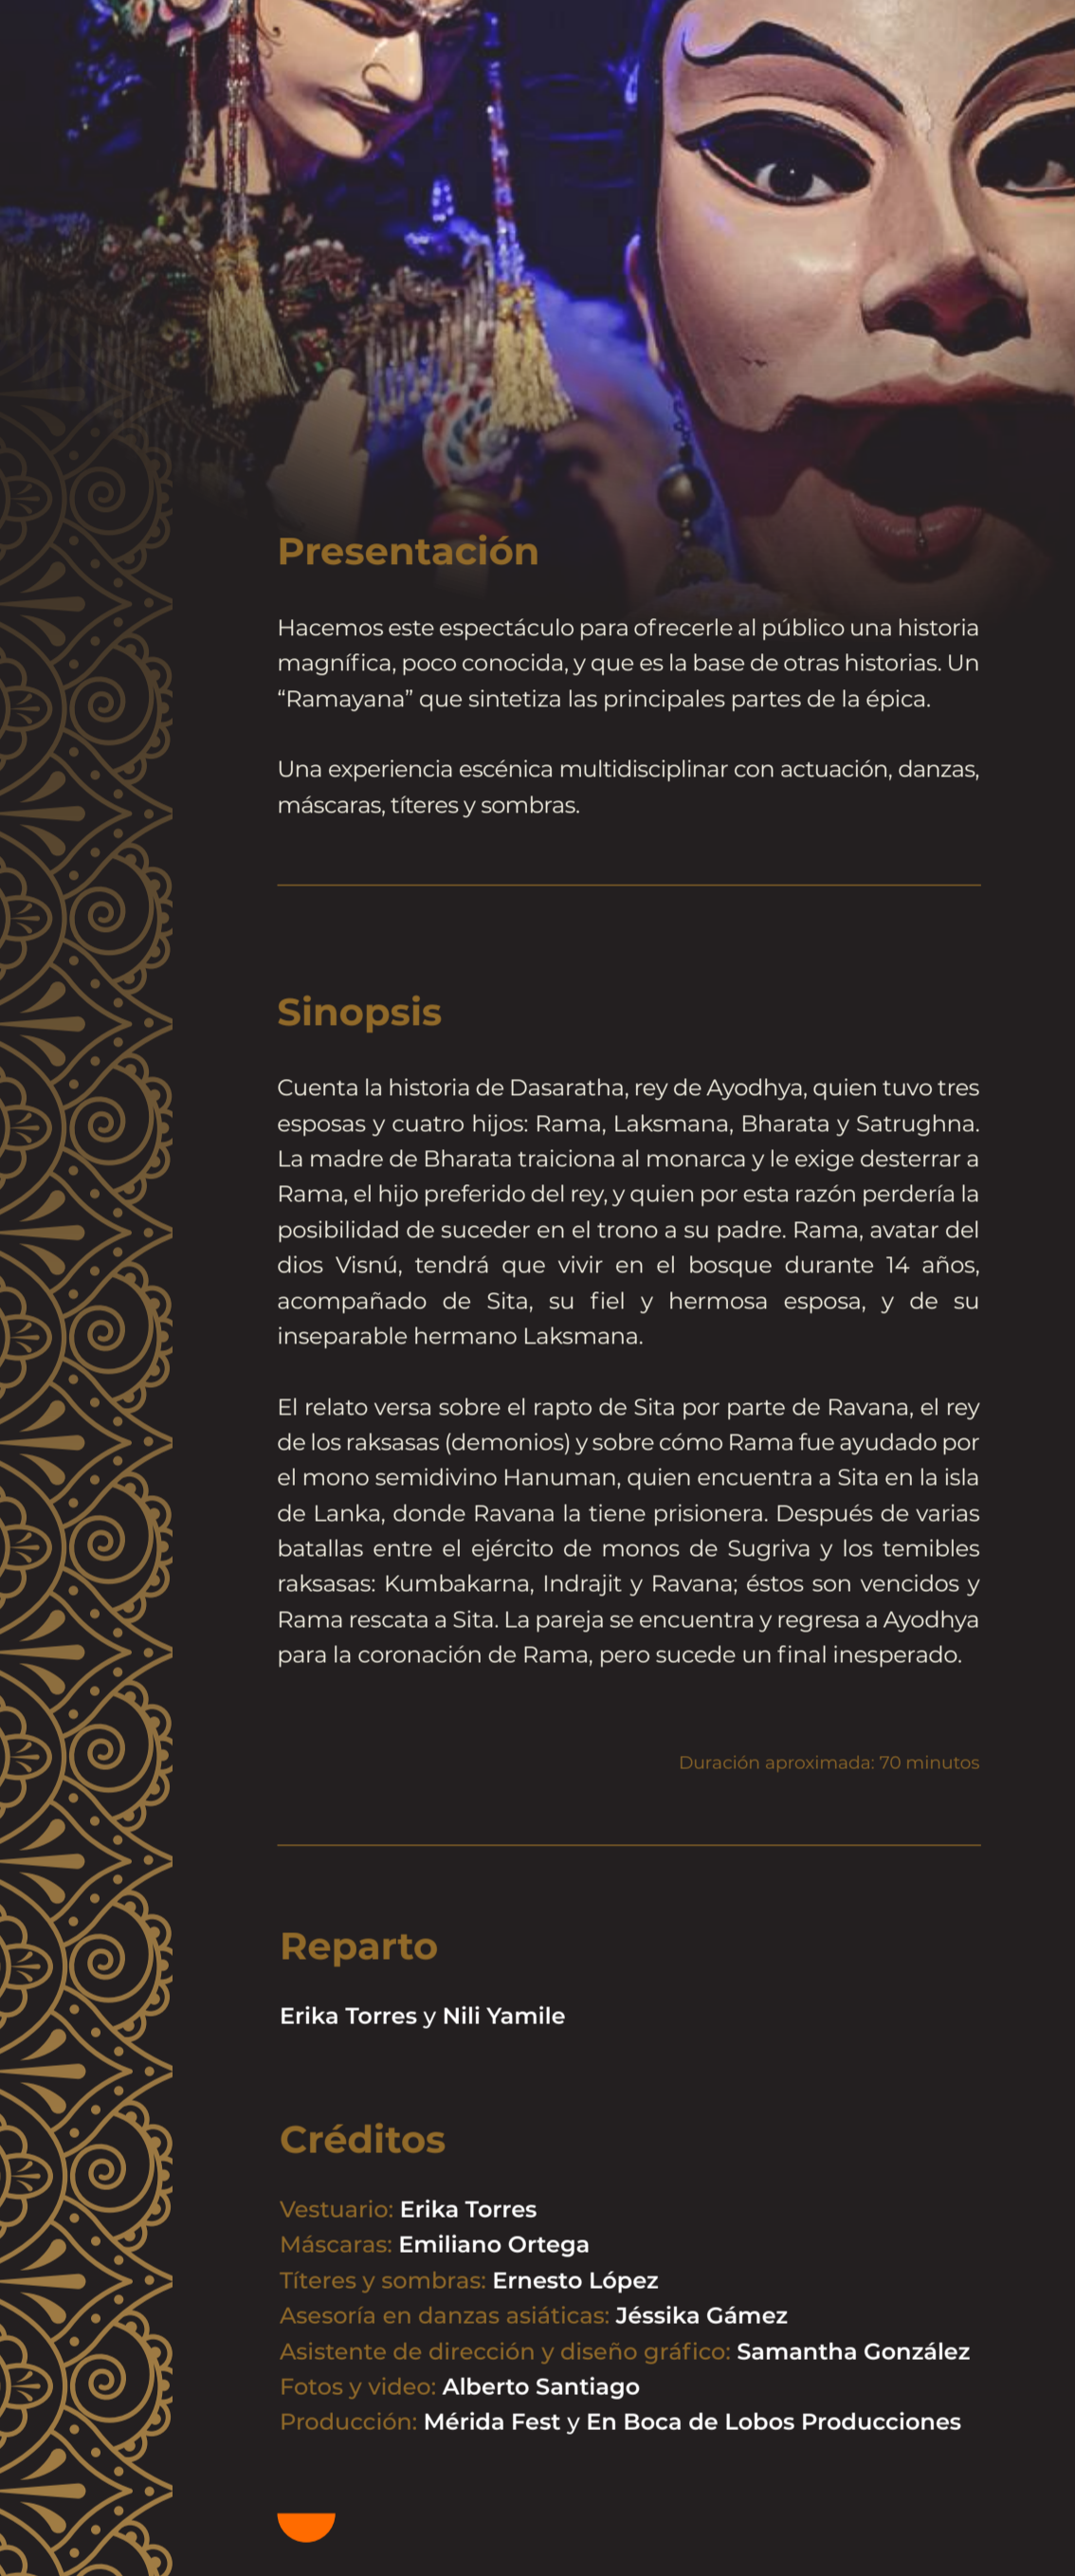 Presentación
Hacemos este espectáculo para ofrecerle al público una historia
magnífica, poco conocida, y que es la base de otras historias. Un
“Ramayana” que sintetiza las principales partes de la épica.
Una experiencia escénica multidisciplinar con actuación, danzas,
máscaras, títeres y sombras.
Sinopsis
Cuenta la historia de Dasaratha, rey de Ayodhya, quien tuvo tres
esposas y cuatro hijos: Rama, Laksmana, Bharata y Satrughna.
La madre de Bharata traiciona al monarca y le exige desterrar a
Rama, el hijo preferido del rey, y quien por esta razón perdería la
posibilidad de suceder en el trono a su padre. Rama, avatar del
dios Visnú, tendrá que vivir en el bosque durante 14 años,
acompañado de Sita, su fiel y hermosa esposa, y de su
inseparable hermano Laksmana.
El relato versa sobre el rapto de Sita por parte de Ravana, el rey
de los raksasas (demonios) y sobre cómo Rama fue ayudado por
el mono semidivino Hanuman, quien encuentra a Sita en la isla
de Lanka, donde Ravana la tiene prisionera. Después de varias
batallas entre el ejército de monos de Sugriva y los temibles
raksasas: Kumbakarna, Indrajit y Ravana; éstos son vencidos y
Rama rescata a Sita. La pareja se encuentra y regresa a Ayodhya
para la coronación de Rama, pero sucede un final inesperado.
Duración aproximada: 70 minutos
Reparto
Erika Torres y Nili Yamile
Créditos
Vestuario: Erika Torres
Máscaras: Emiliano Ortega
Títeres y sombras: Ernesto López
Asesoría en danzas asiáticas: Jéssika Gámez
Asistente de dirección y diseño gráfico: Samantha González
Fotos y video: Alberto Santiago
Producción: Mérida Fest y En Boca de Lobos Producciones